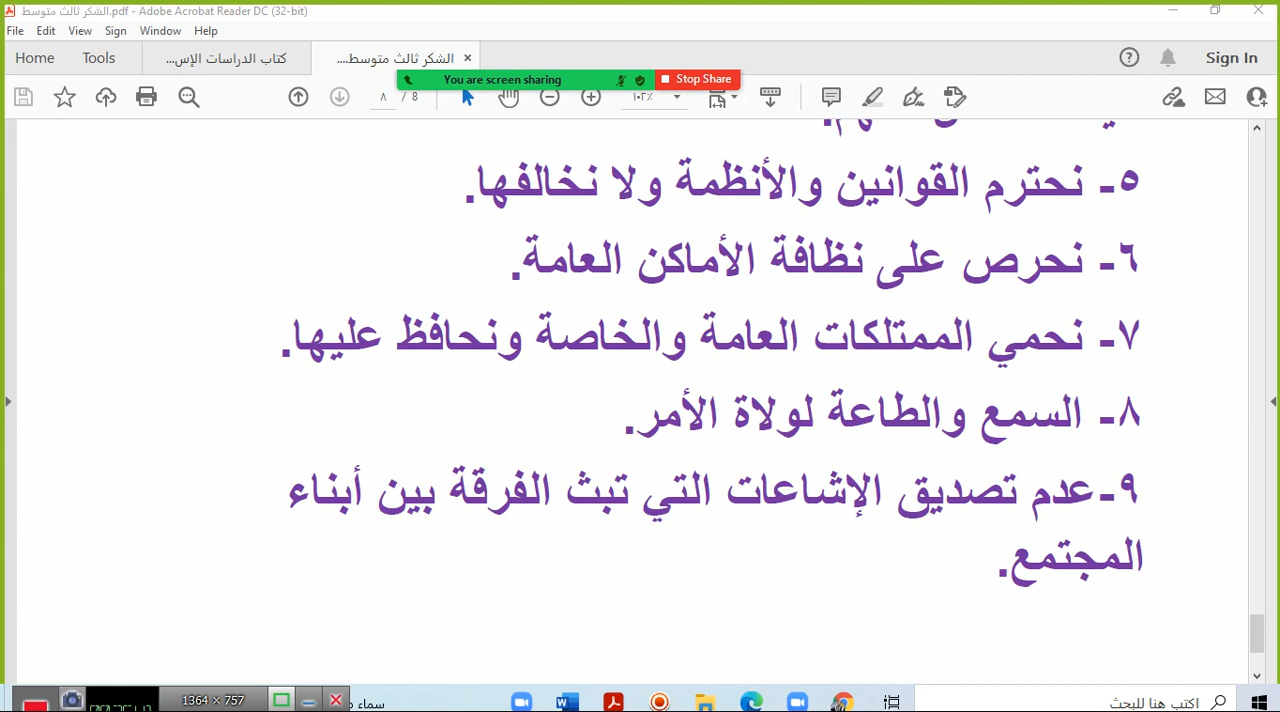 الشكر ثالث متوسط.pdf - Adobe Acrobat Reader DC (32-bit)
File Edit View Sign Window Help
Home Tools كتاب الدراسات الإس... الشكر ثالث متوسط.... × Sign In
You are screen sharing Stop Share
٨ / 8 ١٠٢٪
٥- نحترم القوانين والأنظمة ولا نخالفها.
٦- نحرص على نظافة الأماكن العامة.
٧- نحمي الممتلكات العامة والخاصة ونحافظ عليها.
٨- السمع والطاعة لولاة الأمر.
٩-عدم تصديق الإشاعات التي تبث الفرقة بين أبناء
المجتمع.
1364 × 757 سماء اكتب هنا للبحث